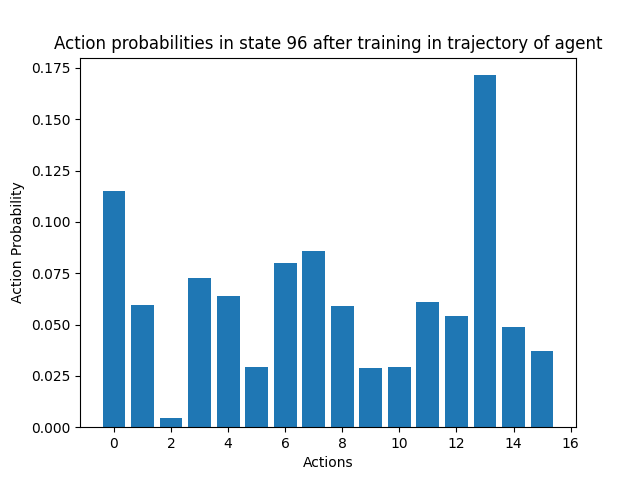 Action probabilities in state 96 after training in trajectory of agent
0.175
0.150
0.125
0.100
0.075
0.050
0.025
0.000
Action Probability
0 2 4 6 8 10 12 14 16
Actions